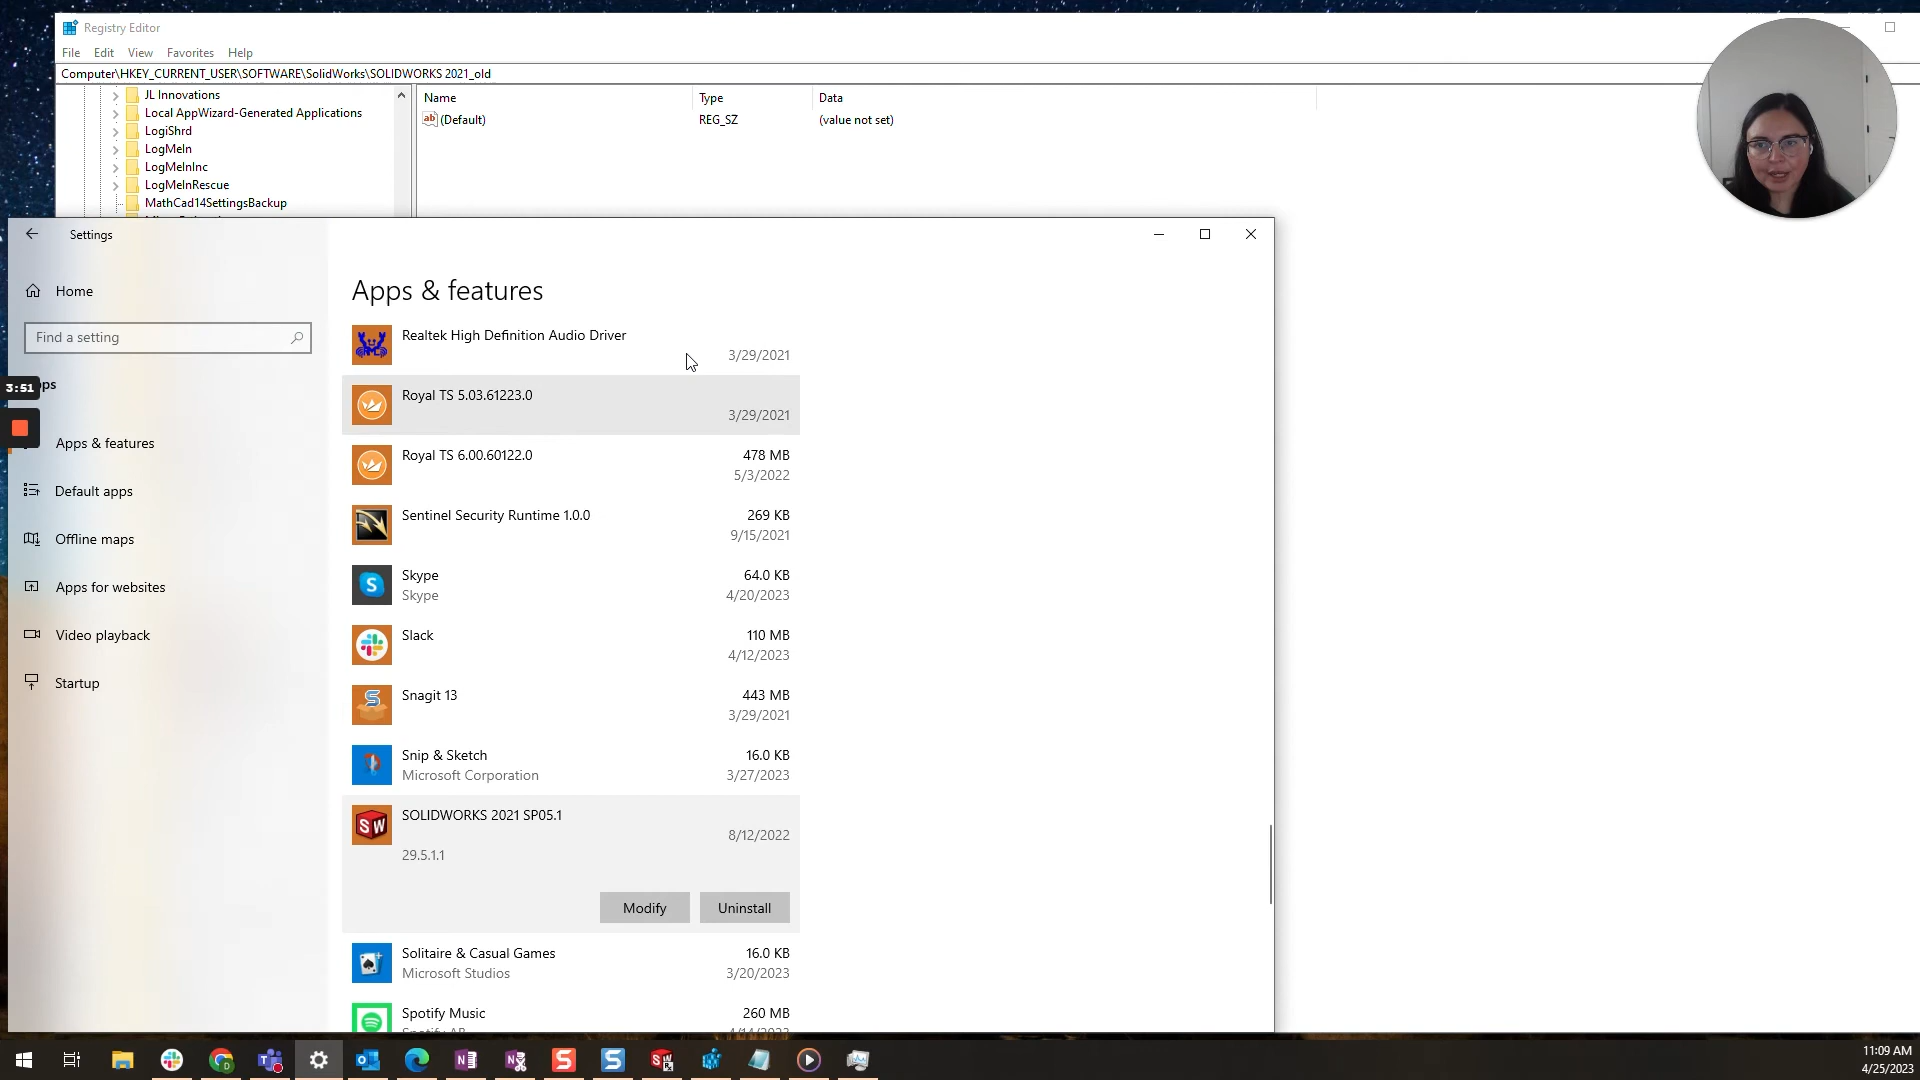 Registry Editor
File Edit View Favorites Help
Computer\HKEY_CURRENT_USER\SOFTWARE\SolidWorks\SOLIDWORKS 2021_old
JL Innovations
Local AppWizard-Generated Applications
LogiShrd
LogMeIn
LogMeInInc
LogMeInRescue
MathCad14SettingsBackup
Name Type Data
(Default) REG_SZ (value not set)
Settings
Home
Find a setting
3:51
Apps & features
Default apps
Offline maps
Apps for websites
Video playback
Startup
Apps & features
Realtek High Definition Audio Driver
3/29/2021
Royal TS 5.03.61223.0
3/29/2021
Royal TS 6.00.60122.0 478 MB
5/3/2022
Sentinel Security Runtime 1.0.0 269 KB
9/15/2021
Skype 64.0 KB
Skype 4/20/2023
Slack 110 MB
4/12/2023
Snagit 13 443 MB
3/29/2021
Snip & Sketch 16.0 KB
Microsoft Corporation 3/27/2023
SOLIDWORKS 2021 SP05.1
8/12/2022
29.5.1.1
Modify Uninstall
Solitaire & Casual Games 16.0 KB
Microsoft Studios 3/20/2023
Spotify Music 260 MB
11:09 AM
4/25/2023